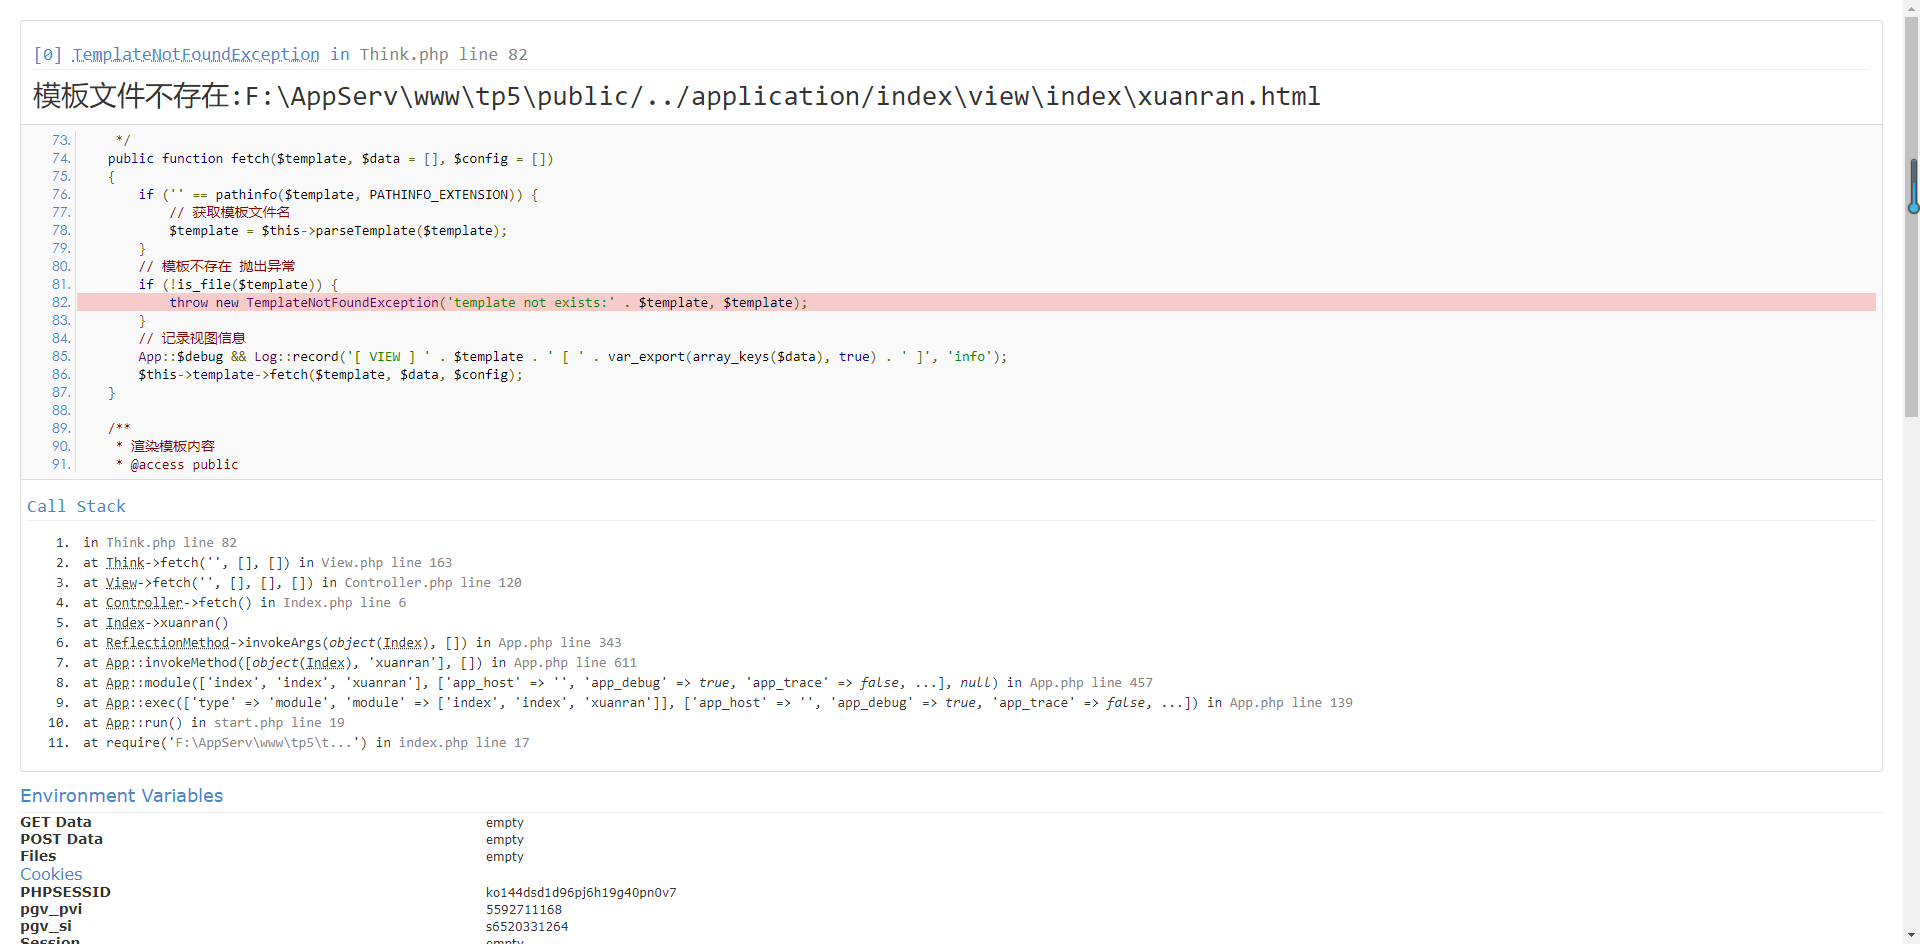 [0] TemplateNotFoundException in Think.php line 82
模板文件不存在:F:\AppServ\www\tp5\public/../application/index\view\index\xuanran.html
73. */
74. public function fetch($template, $data = [], $config = [])
75. {
76. if ('' == pathinfo($template, PATHINFO_EXTENSION)) {
77. // 获取模板文件名
78. $template = $this->parseTemplate($template);
79. }
80. // 模板不存在 抛出异常
81. if (!is_file($template)) {
82. throw new TemplateNotFoundException('template not exists:' . $template, $template);
83. }
84. // 记录视图信息
85. App::$debug && Log::record('[ VIEW ] ' . $template . ' [ ' . var_export(array_keys($data), true) . ' ]', 'info');
86. $this->template->fetch($template, $data, $config);
87. }
88.
89. /**
90. * 渲染模板内容
91. * @access public
Call Stack
1. in Think.php line 82
2. at Think->fetch('', [], []) in View.php line 163
3. at View->fetch('', [], [], []) in Controller.php line 120
4. at Controller->fetch() in Index.php line 6
5. at Index->xuanran()
6. at ReflectionMethod->invokeArgs(object(Index), []) in App.php line 343
7. at App::invokeMethod([object(Index), 'xuanran'], []) in App.php line 611
8. at App::module(['index', 'index', 'xuanran'], ['app_host' => '', 'app_debug' => true, 'app_trace' => false, ...], null) in App.php line 457
9. at App::exec(['type' => 'module', 'module' => ['index', 'index', 'xuanran']], ['app_host' => '', 'app_debug' => true, 'app_trace' => false, ...]) in App.php line 139
10. at App::run() in start.php line 19
11. at require('F:\AppServ\www\tp5\t...') in index.php line 17
Environment Variables
GET Data empty
POST Data empty
Files empty
Cookies
PHPSESSID ko144dsd1d96pj6h19g40pn0v7
pgv_pvi 5592711168
pgv_si s6520331264
Session empty